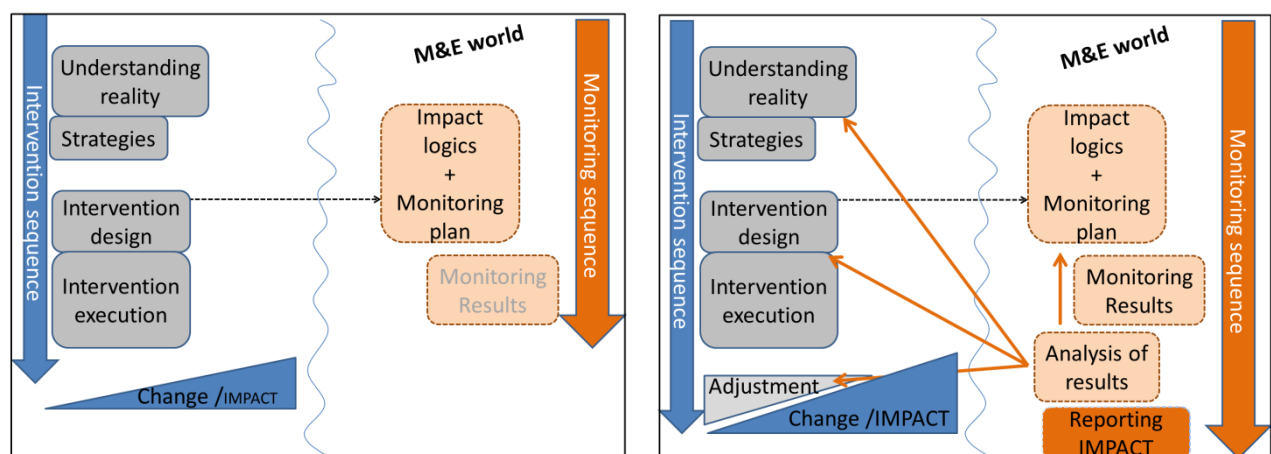 Intervention sequence
Understanding
reality
Strategies
Intervention
design
Intervention
execution
Change /IMPACT
M&E world
Impact
logics
+
Monitoring
plan
Monitoring
Results
Monitoring sequence
Intervention sequence
Understanding
reality
Strategies
Intervention
design
Intervention
execution
Adjustment
Change /IMPACT
M&E world
Impact
logics
+
Monitoring
plan
Monitoring
Results
Analysis of
results
Reporting
IMPACT
Monitoring sequence